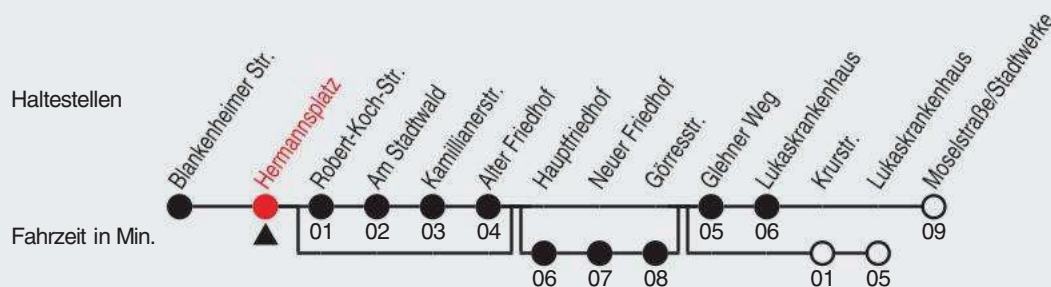 Haltestellen
Blankenheimer Str.
Hermannsplatz
Robert-Koch-Str.
Am Stadtwald
Kamillianerstr.
Alter Friedhof
Hauptfriedhof
Neuer Friedhof
Görresstr.
Glehner Weg
Lukaskrankenhaus
Krurstr.
Lukaskrankenhaus
Moselstraße/Stadtwerke
Fahrzeit in Min.
01 02 03 04 05 06 09
06 07 08 01 05